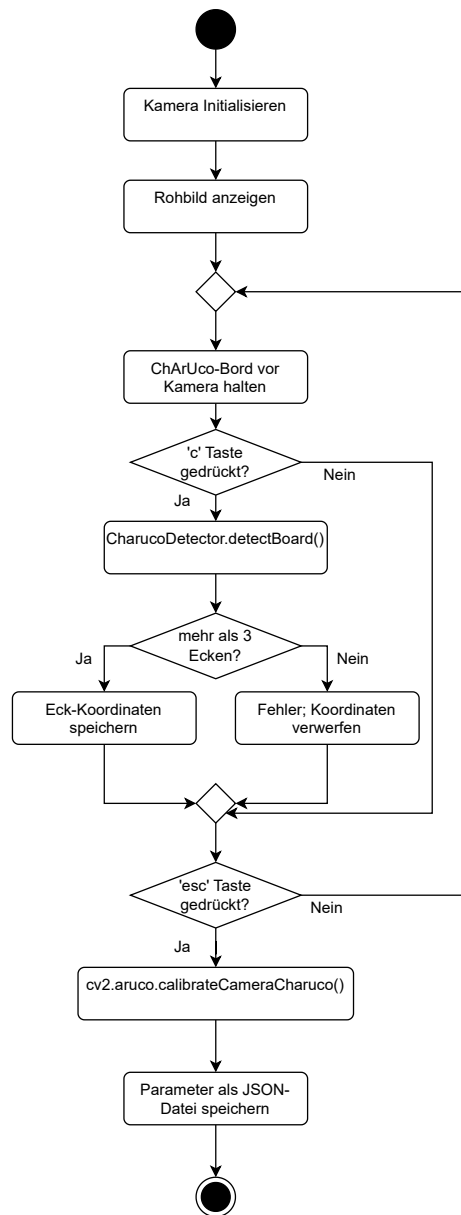 Kamera Initialisieren
Rohbild anzeigen
ChArUco-Bord vor
Kamera halten
'c' Taste
gedrückt?
Nein
Ja
CharucoDetector.detectBoard()
mehr als 3
Ecken?
Ja
Nein
Eck-Koordinaten
speichern
Fehler; Koordinaten
verwerfen
'esc' Taste
gedrückt?
Nein
Ja
cv2.aruco.calibrateCameraCharuco()
Parameter als JSON-
Datei speichern